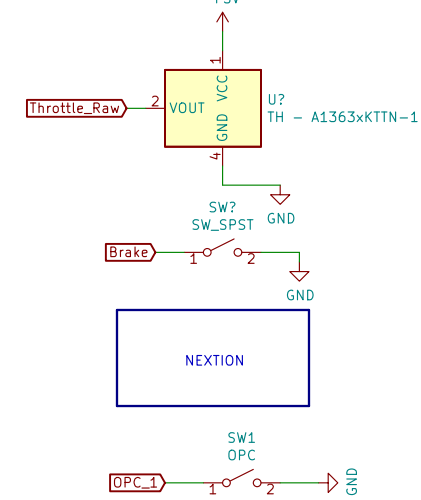 1
VCC
Throttle_Raw
2
VOUT
U?
TH - A1363xKTTN-1
GND
4
GND
SW?
SW_SPST
Brake
1
2
GND
NEXTION
SW1
OPC
OPC_1
1
2
GND